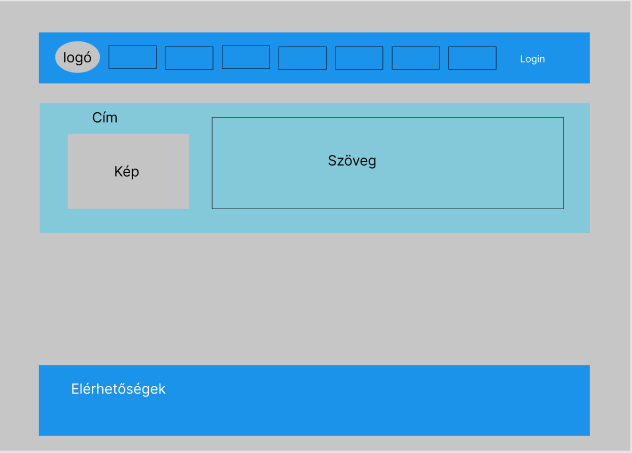 logó
Login
Cím
Kép
Szöveg
Elérhetőségek